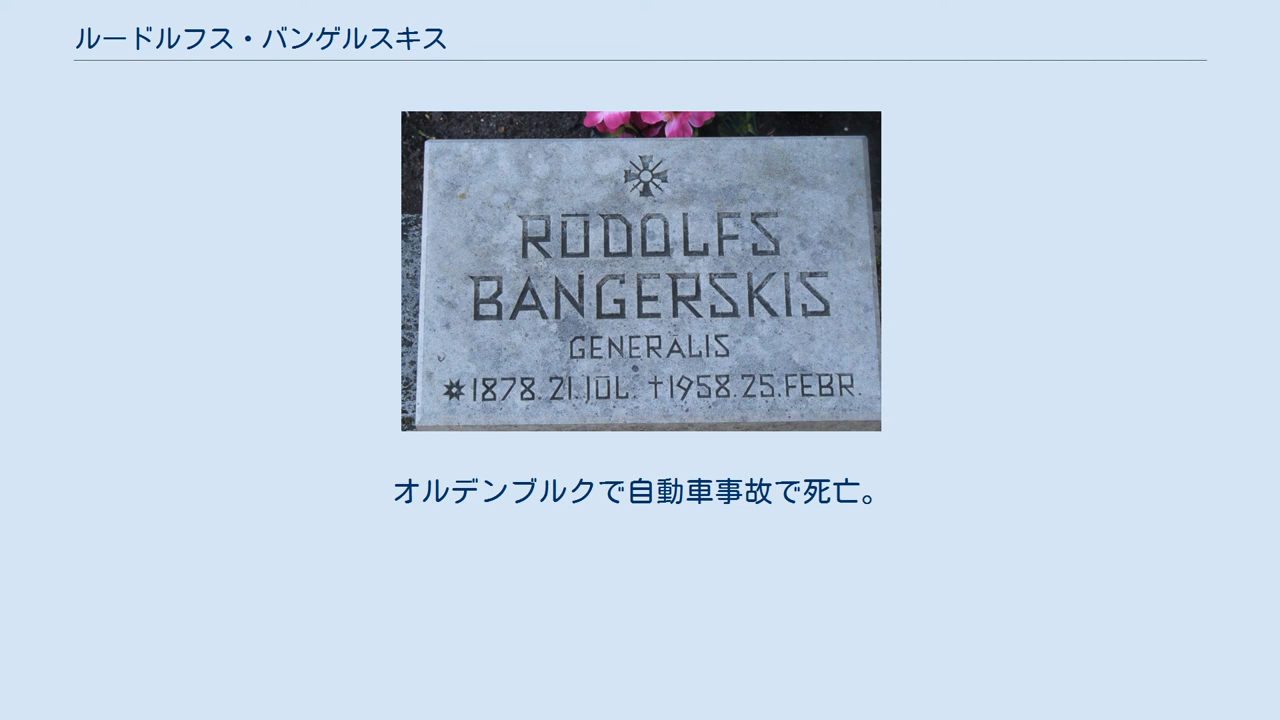 ルードルフス・バンゲルスキス
RŪDOLFS
BANGERSKIS
GENERĀLIS
1878. 21. JŪL. †1958. 25. FEBR.
オルデンブルクで自動車事故で死亡。